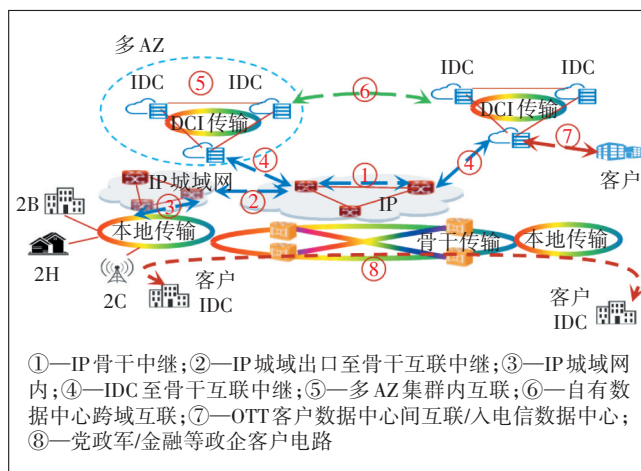 多AZ
IDC ⑤ IDC
DCI传输
⑥
IDC IDC
DCI传输
⑦
客户
④
④
①
IP城域网
②
IP
③
2B
本地传输
2H
2C
骨干传输
本地传输
⑧
客户
IDC
客户
IDC
①—IP骨干中继;②—IP城域出口至骨干互联中继;③—IP城域网
内;④—IDC至骨干互联中继;⑤—多AZ集群内互联;⑥—自有
数据中心跨域互联;⑦—OTT客户数据中心间互联/入电信数据中心;
⑧—党政军/金融等政企客户电路